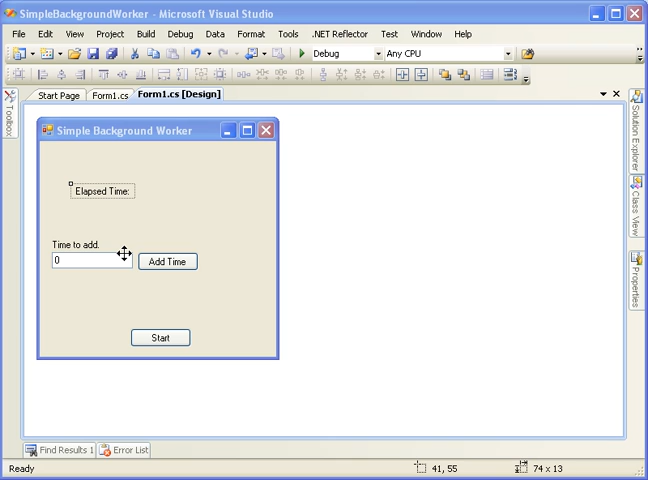 SimpleBackgroundWorker - Microsoft Visual Studio
File Edit View Project Build Debug Data Format Tools .NET Reflector Test Window Help
Debug Any CPU
Start Page Form1.cs Form1.cs [Design]
Toolbox
Simple Background Worker
Elapsed Time:
Time to add.
0
Add Time
Start
Solution Explorer
Class View
Properties
Find Results 1 Error List
Ready 41, 55 74 x 13